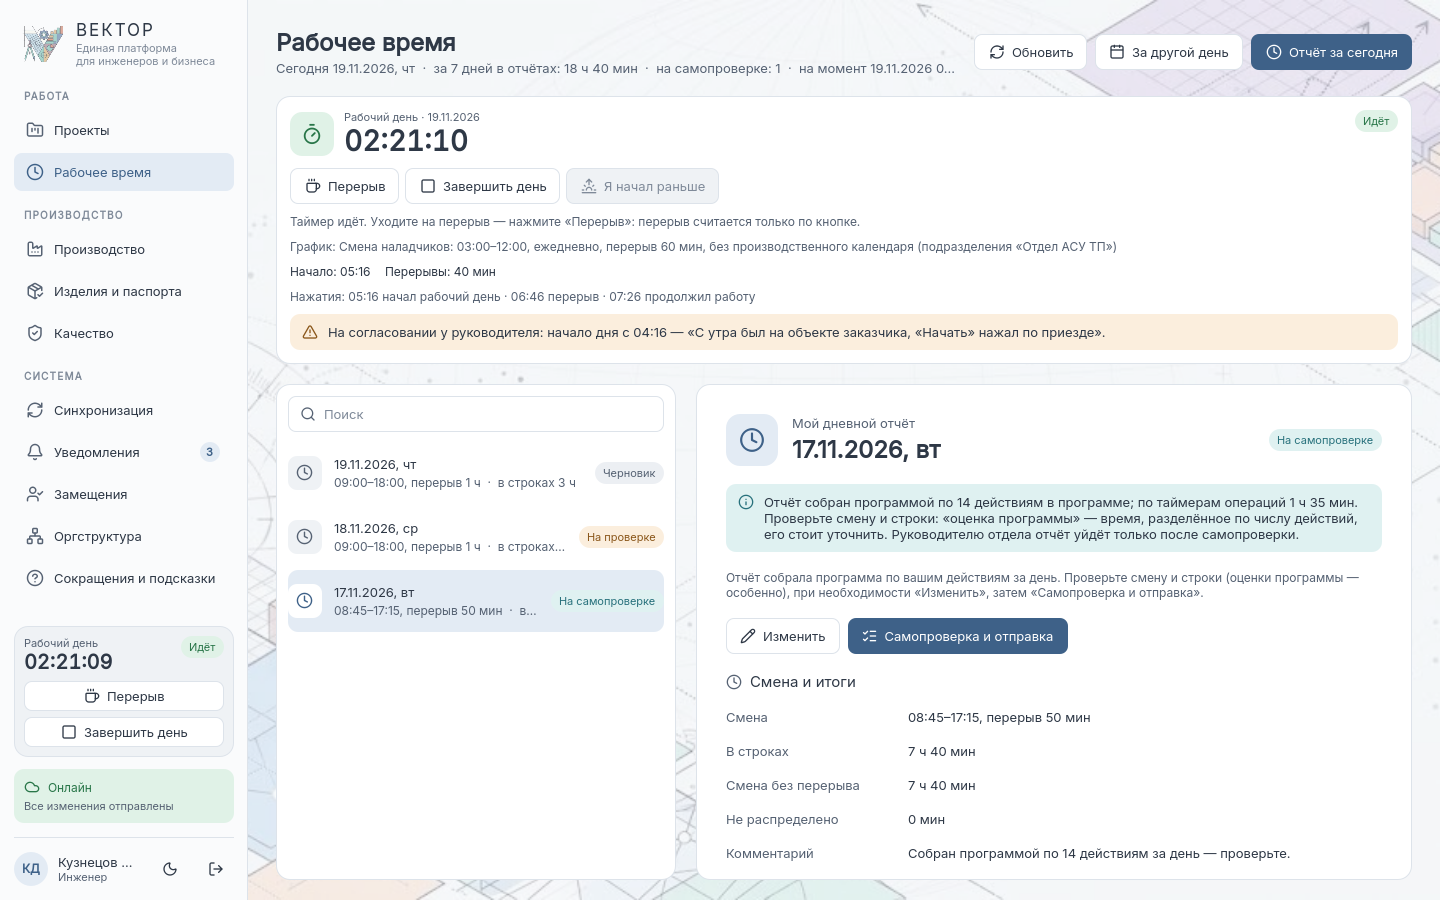 ВЕКТОР
Единая платформа
для инженеров и бизнеса
РАБОТА
Проекты
Рабочее время
ПРОИЗВОДСТВО
Производство
Изделия и паспорта
Качество
СИСТЕМА
Синхронизация
Уведомления 3
Замещения
Оргструктура
Сокращения и подсказки
Рабочий день
Идёт
02:21:09
Перерыв
Завершить день
Онлайн
Все изменения отправлены
КД
Кузнецов ...
Инженер
Рабочее время
Сегодня 19.11.2026, чт · за 7 дней в отчётах: 18 ч 40 мин · на самопроверке: 1 · на момент 19.11.2026 0...
Обновить
За другой день
Отчёт за сегодня
Рабочий день · 19.11.2026
02:21:10
Идёт
Перерыв
Завершить день
Я начал раньше
Таймер идёт. Уходите на перерыв — нажмите «Перерыв»: перерыв считается только по кнопке.
График: Смена наладчиков: 03:00–12:00, ежедневно, перерыв 60 мин, без производственного календаря (подразделения «Отдел АСУ ТП»)
Начало: 05:16 Перерывы: 40 мин
Нажатия: 05:16 начал рабочий день · 06:46 перерыв · 07:26 продолжил работу
На согласовании у руководителя: начало дня с 04:16 — «С утра был на объекте заказчика, «Начать» нажал по приезде».
Поиск
19.11.2026, чт
09:00–18:00, перерыв 1 ч · в строках 3 ч
Черновик
18.11.2026, ср
09:00–18:00, перерыв 1 ч · в строках...
На проверке
17.11.2026, вт
08:45–17:15, перерыв 50 мин · в...
На самопроверке
Мой дневной отчёт
17.11.2026, вт
На самопроверке
Отчёт собран программой по 14 действиям в программе; по таймерам операций 1 ч 35 мин.
Проверьте смену и строки: «оценка программы» — время, разделённое по числу действий,
его стоит уточнить. Руководителю отдела отчёт уйдёт только после самопроверки.
Отчёт собрала программа по вашим действиям за день. Проверьте смену и строки (оценки программы —
особенно), при необходимости «Изменить», затем «Самопроверка и отправка».
Изменить
Самопроверка и отправка
Смена и итоги
Смена 08:45–17:15, перерыв 50 мин
В строках 7 ч 40 мин
Смена без перерыва 7 ч 40 мин
Не распределено 0 мин
Комментарий Собран программой по 14 действиям за день — проверьте.